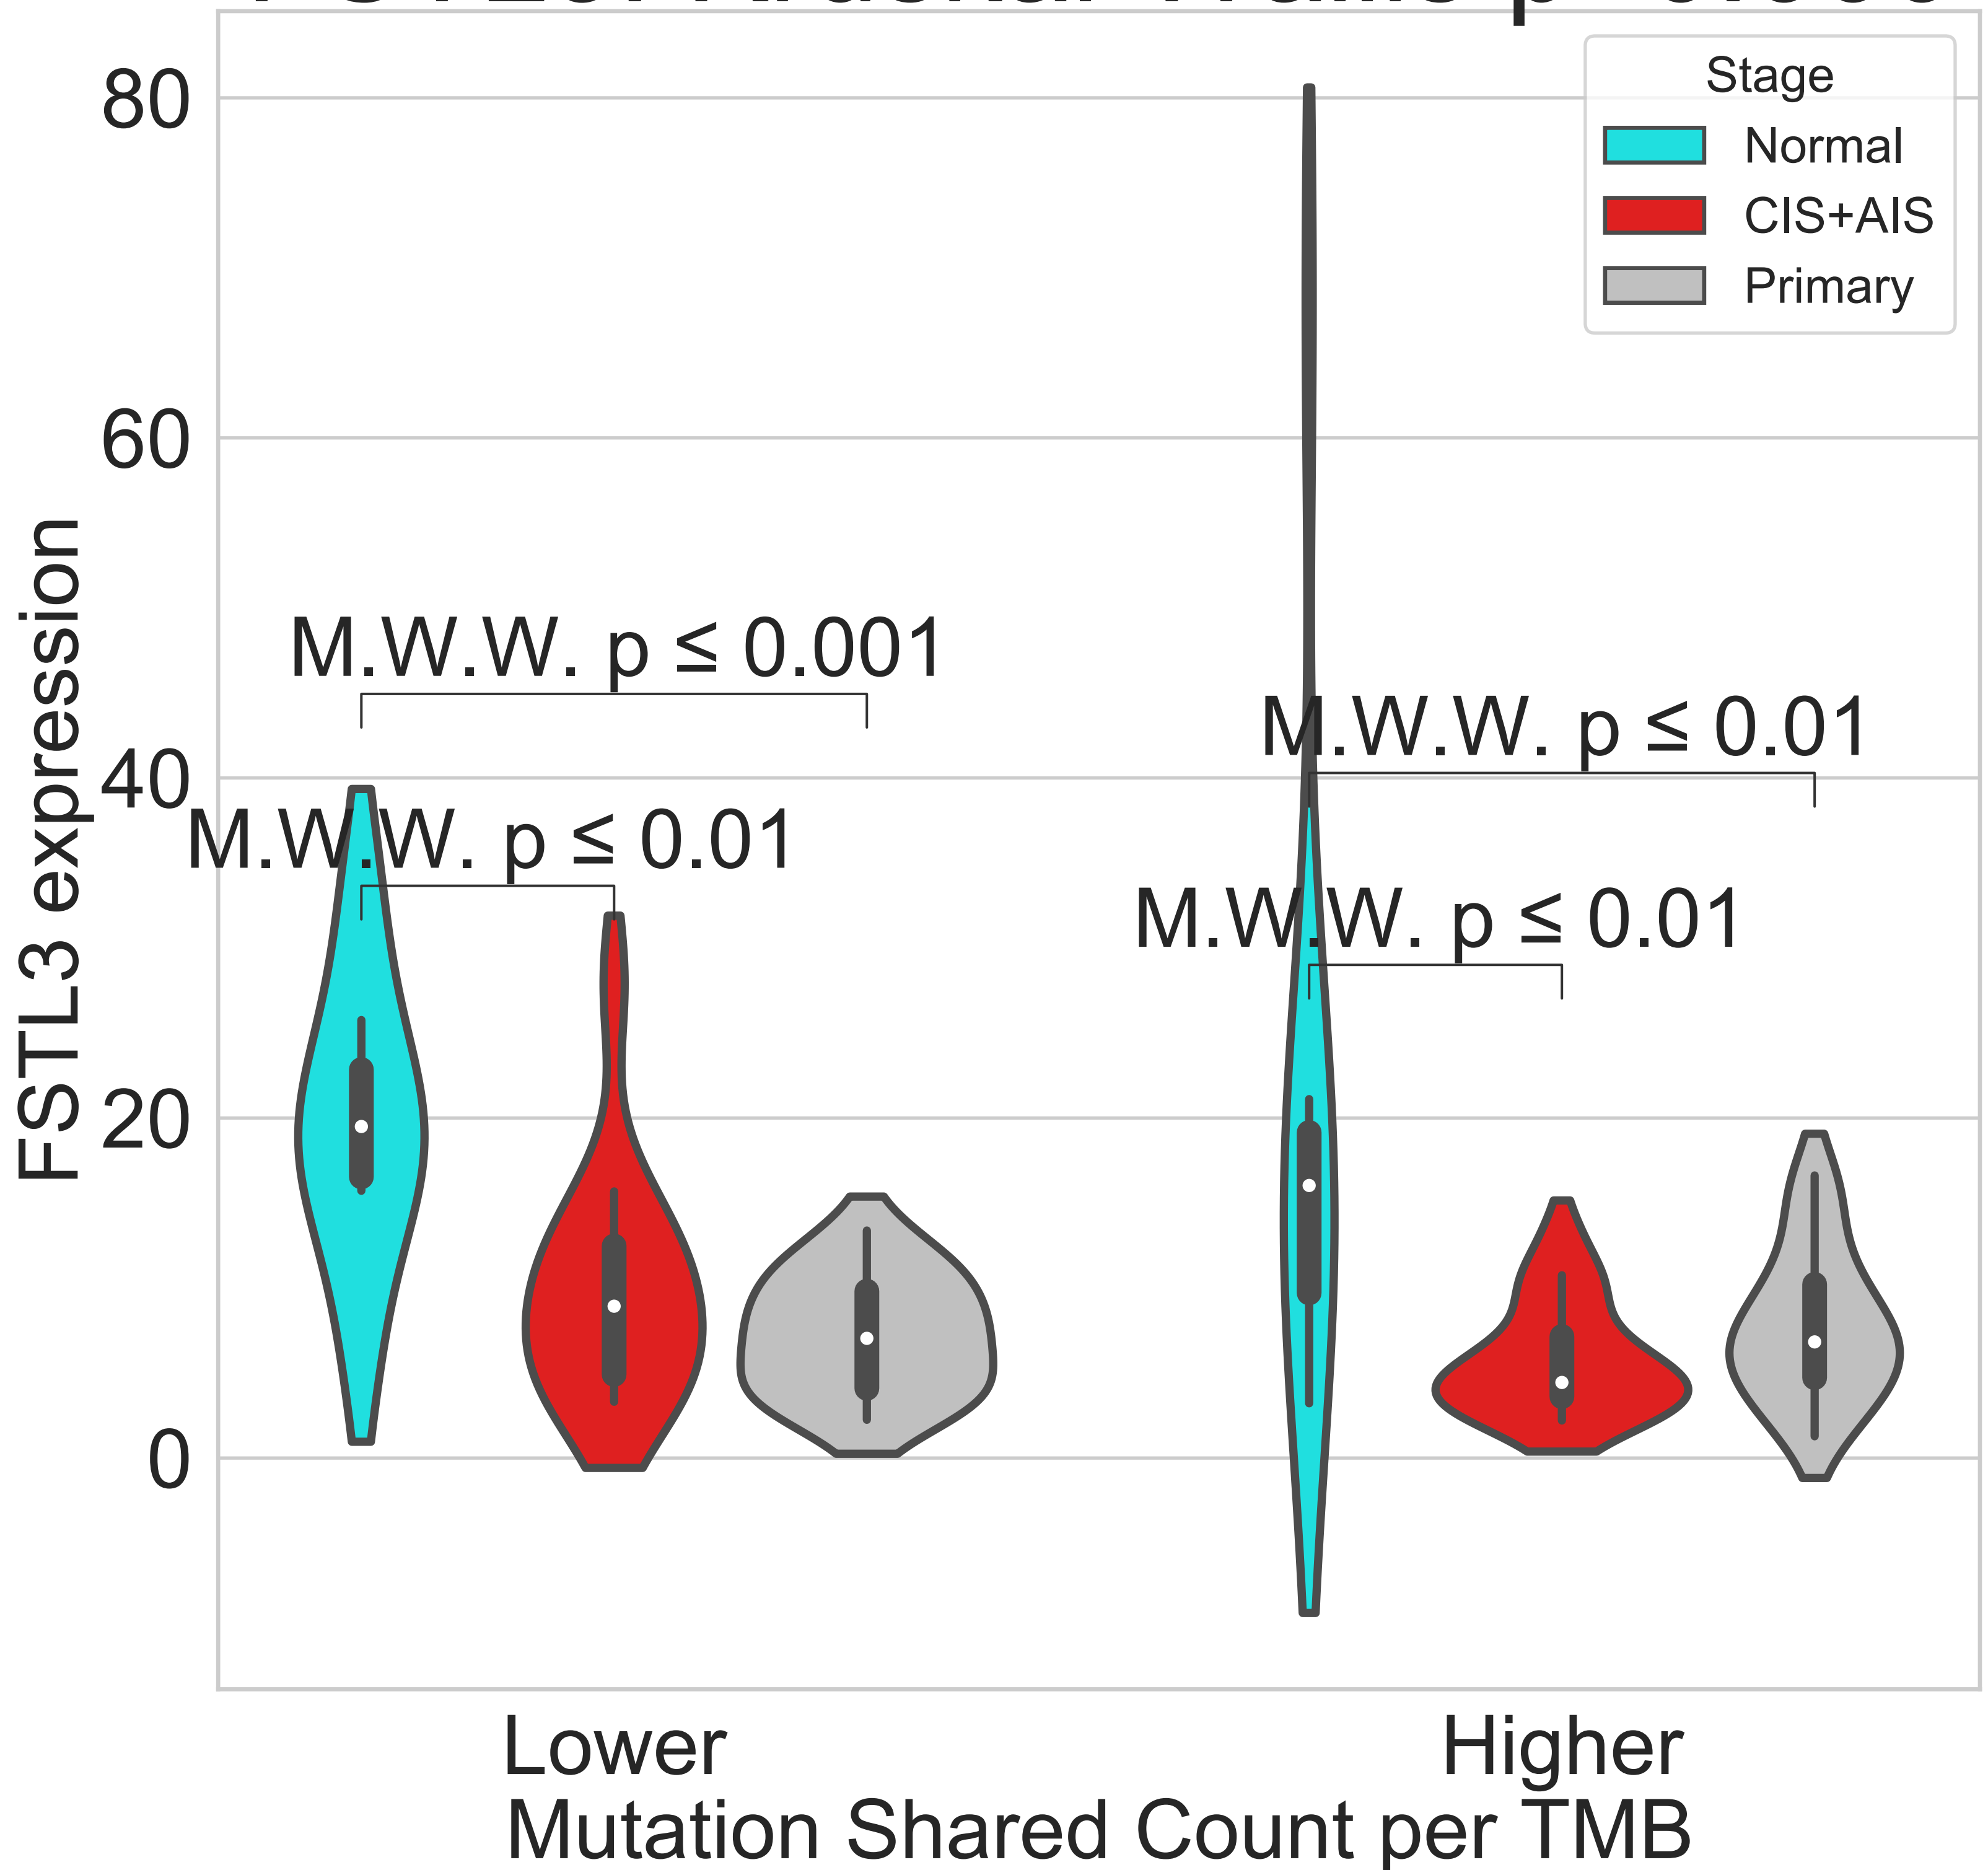 Stage
Normal
CIS+AIS
Primary
80
60
40
20
0
FSTL3 expression
M.W.W. p ≤ 0.001
M.W.W. p ≤ 0.01
M.W.W. p ≤ 0.01
M.W.W. p ≤ 0.01
Lower
Higher
Mutation Shared Count per TMB